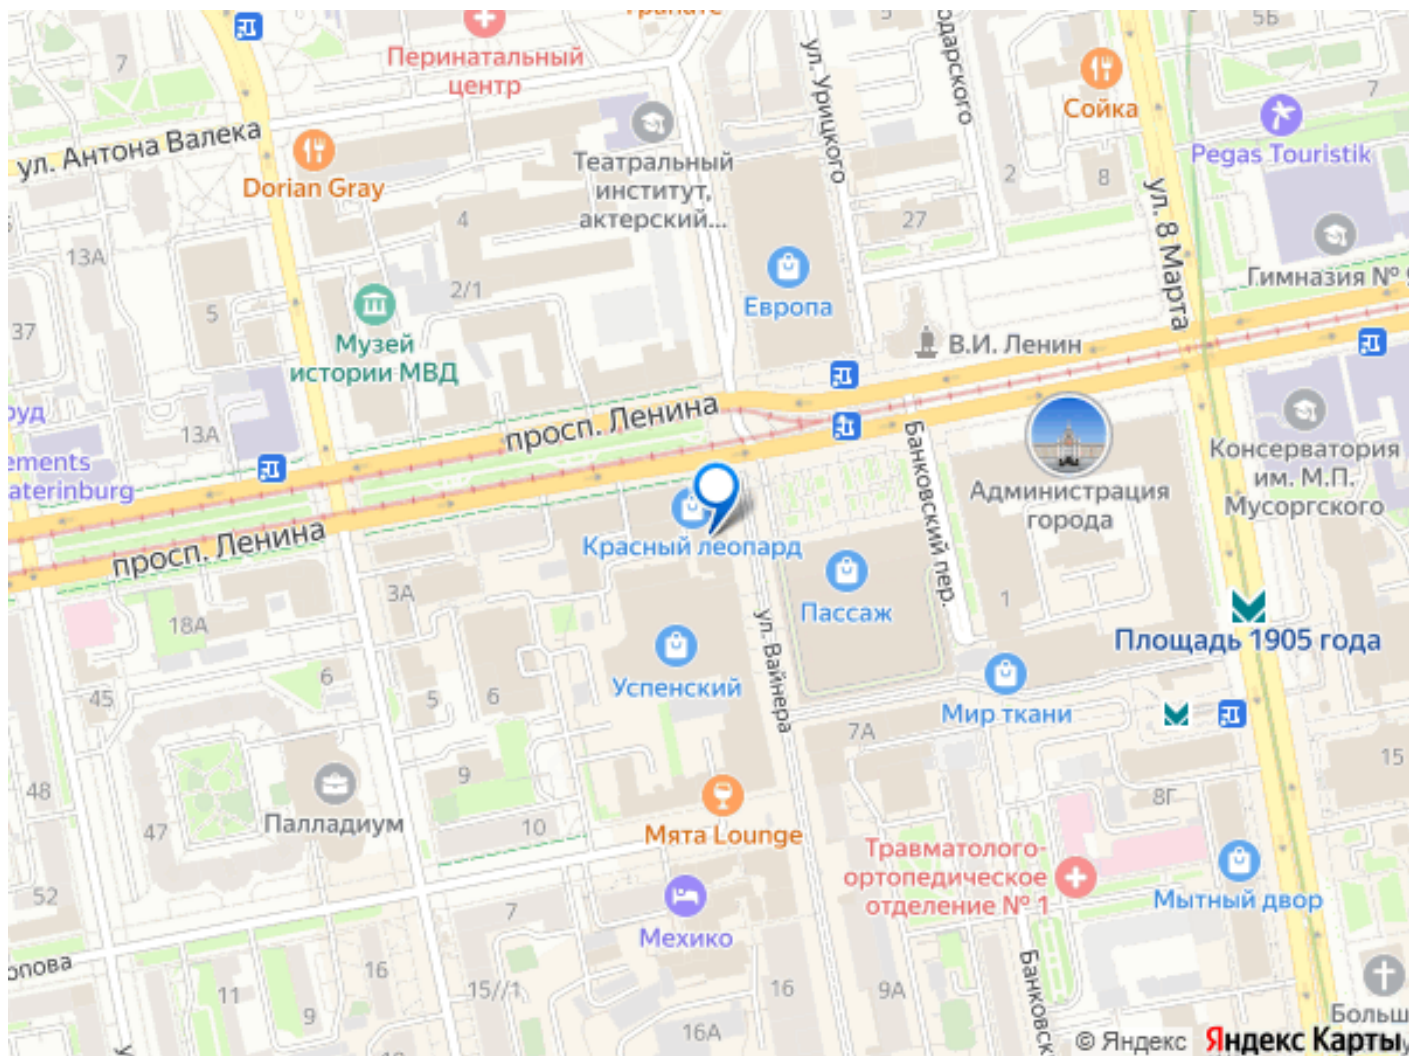 7
Перинатальный
центр
5
5Б
7
ул. Урицкого
Сойка
ул. Антона Валека
Dorian Gray
Театральный
институт,
актерский...
Pegas Touristik
2
8
4
27
ул. 8 Марта
13А
2/1
5
37
Европа
Гимназия №
Музей
истории МВД
В.И. Ленин
просп. Ленина
13А
Банковский пер.
Администрация
города
Консерватория
им. М.П.
Мусоргского
просп. Ленина
Красный леопард
3А
18А
Пассаж
1
Площадь 1905 года
ул. Вайнера
Успенский
6
5
6
45
Мир ткани
7А
15
9
48
8Г
47
Палладиум
10
Мята Lounge
Травматолого-
ортопедическое
отделение № 1
Мытный двор
52
7
Мехико
16
11
9
15//1
16
16А
9А
© Яндекс Яндекс Карты